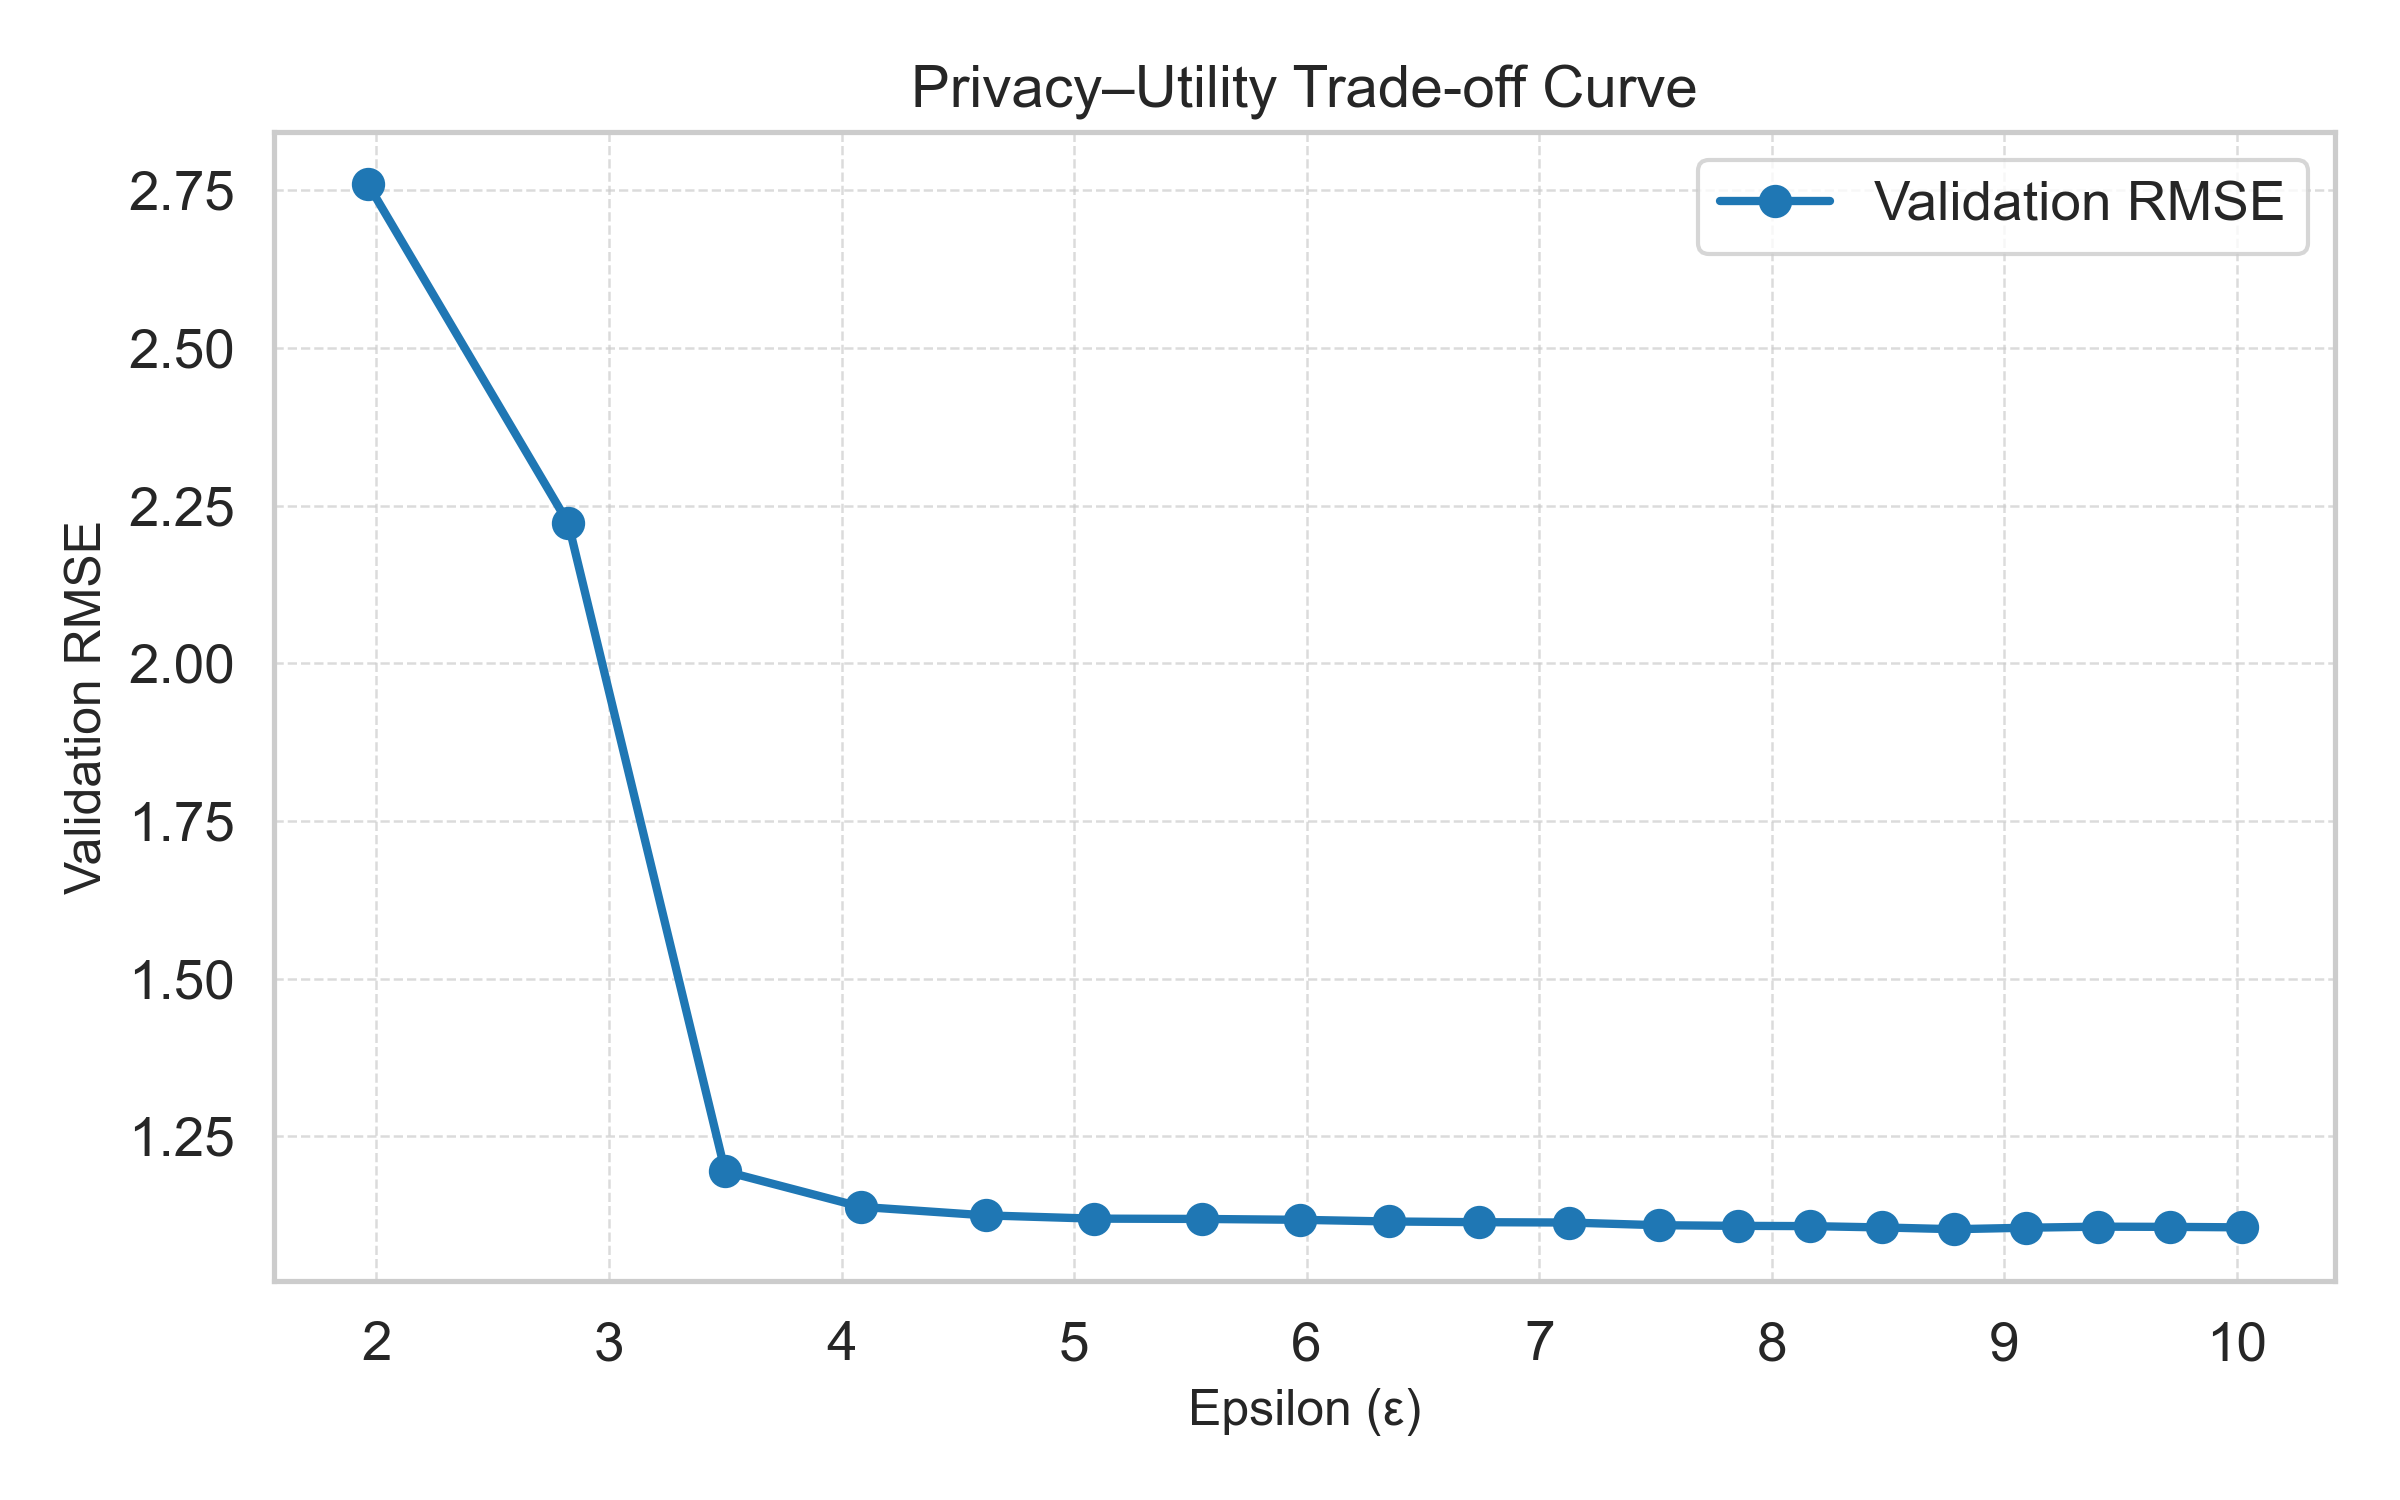 Privacy–Utility Trade-off Curve
Validation RMSE
2.75
2.50
2.25
2.00
1.75
1.50
1.25
Validation RMSE
2 3 4 5 6 7 8 9 10
Epsilon (ε)